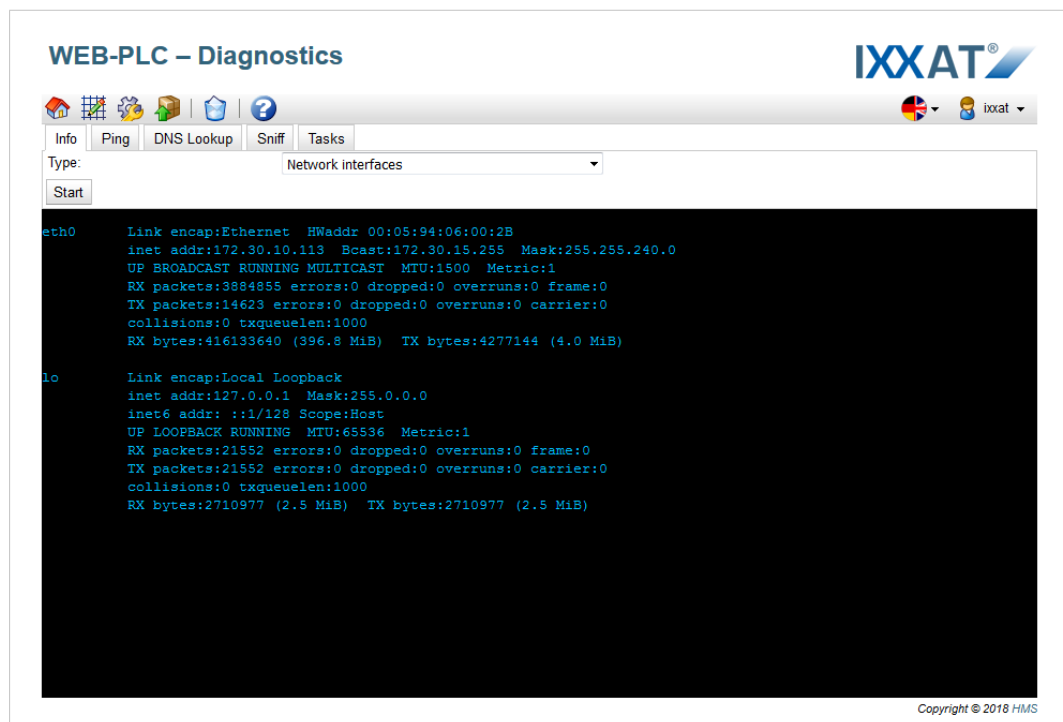 WEB-PLC – Diagnostics
IXXAT®
ixxat
Info Ping DNS Lookup Sniff Tasks
Type: Network interfaces
Start
eth0 Link encap:Ethernet HWaddr 00:05:94:06:00:2B
inet addr:172.30.10.113 Bcast:172.30.15.255 Mask:255.255.240.0
UP BROADCAST RUNNING MULTICAST MTU:1500 Metric:1
RX packets:3884855 errors:0 dropped:0 overruns:0 frame:0
TX packets:14623 errors:0 dropped:0 overruns:0 carrier:0
collisions:0 txqueuelen:1000
RX bytes:416133640 (396.8 MiB) TX bytes:4277144 (4.0 MiB)
lo Link encap:Local Loopback
inet addr:127.0.0.1 Mask:255.0.0.0
inet6 addr: ::1/128 Scope:Host
UP LOOPBACK RUNNING MTU:65536 Metric:1
RX packets:21552 errors:0 dropped:0 overruns:0 frame:0
TX packets:21552 errors:0 dropped:0 overruns:0 carrier:0
collisions:0 txqueuelen:1000
RX bytes:2710977 (2.5 MiB) TX bytes:2710977 (2.5 MiB)
Copyright © 2018 HMS